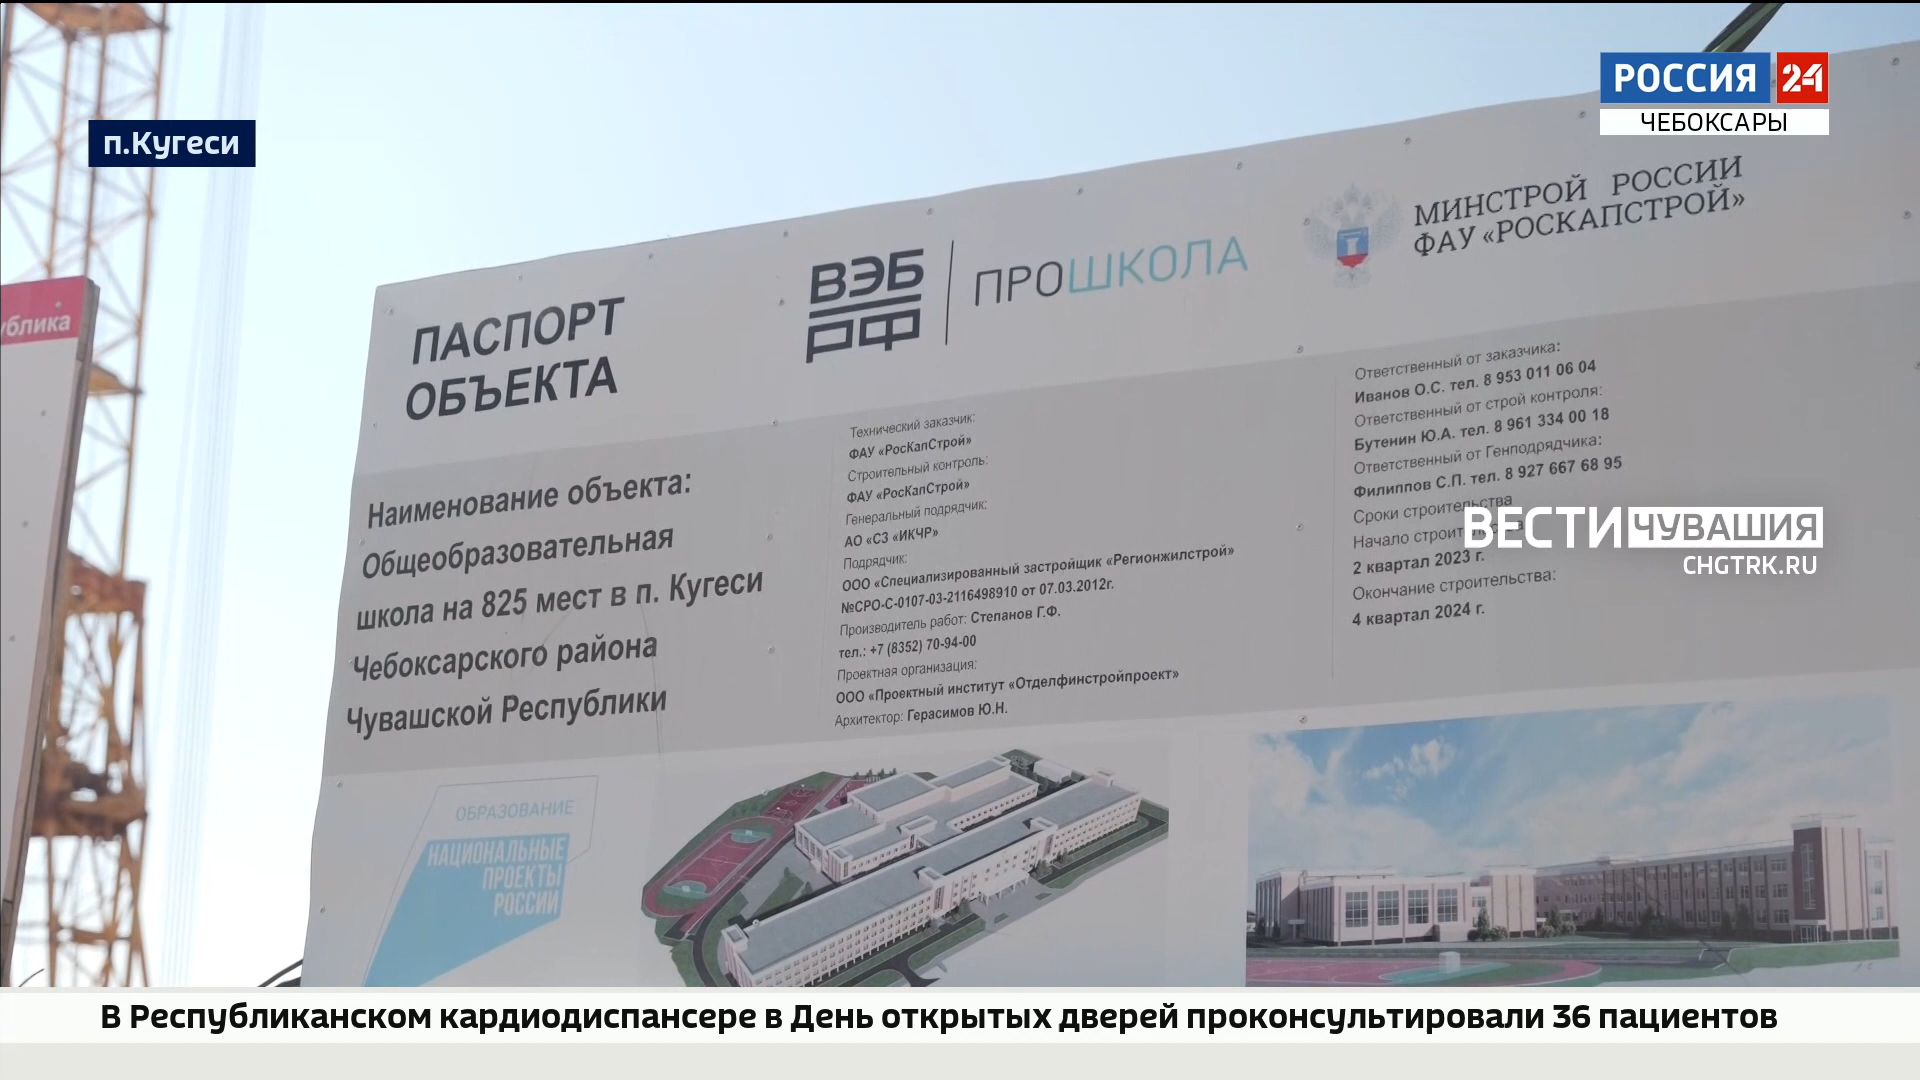 п.Кугеси
РОССИЯ 24
ЧЕБОКСАРЫ
ублика
ПАСПОРТ
ОБЪЕКТА
ВЭБ
РФ
ПРОШКОЛА
МИНСТРОЙ РОССИИ
ФАУ «РОСКАПСТРОЙ»
Наименование объекта:
Общеобразовательная
школа на 825 мест в п. Кугеси
Чебоксарского района
Чувашской Республики
Технический заказчик:
ФАУ «РосКапСтрой»
Строительный контроль:
ФАУ «РосКапСтрой»
Генеральный подрядчик:
АО «СЗ «ИКЧР»
Подрядчик:
ООО «Специализированный застройщик «Регионжилстрой»
№СРО-С-0107-03-2116498910 от 07.03.2012г.
Производитель работ: Степанов Г.Ф.
тел.: +7 (8352) 70-94-00
Проектная организация:
ООО «Проектный институт «Отделфинстройпроект»
Архитектор: Герасимов Ю.Н.
Ответственный от заказчика:
Иванов О.С. тел. 8 953 011 06 04
Ответственный от строй контроля:
Бутенин Ю.А. тел. 8 961 334 00 18
Ответственный от Генподрядчика:
Филиппов С.П. тел. 8 927 667 68 95
Сроки строительства
Начало строительства
2 квартал 2023 г.
Окончание строительства:
4 квартал 2024 г.
ВЕСТИ ЧУВАШИЯ
CHGTRK.RU
ОБРАЗОВАНИЕ
НАЦИОНАЛЬНЫЕ
ПРОЕКТЫ
РОССИИ
В Республиканском кардиодиспансере в День открытых дверей проконсультировали 36 пациентов